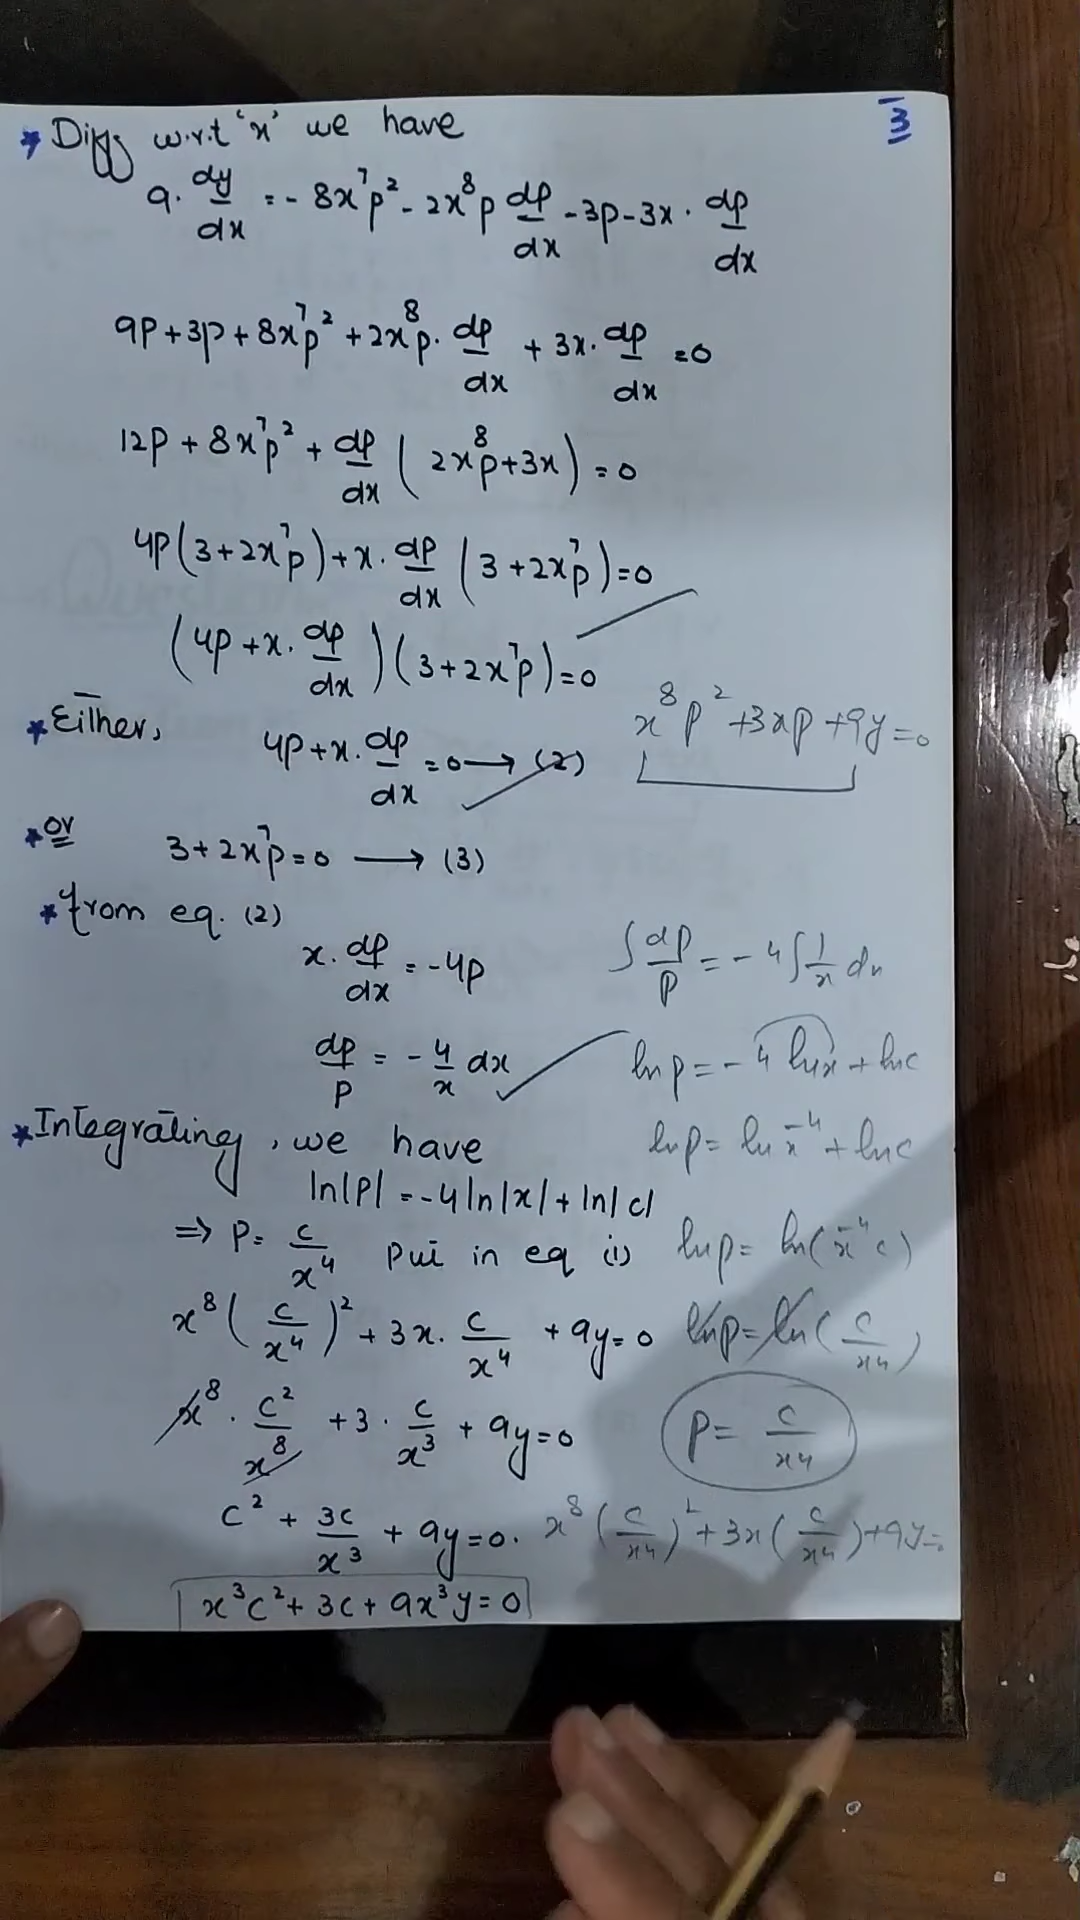 3
* Diff w.r.t 'x' we have
9. dy/dx = - 8x⁷p² - 2x⁸p dp/dx - 3p - 3x . dp/dx
9p + 3p + 8x⁷p² + 2x⁸p . dp/dx + 3x . dp/dx = 0
12p + 8x⁷p² + dp/dx ( 2x⁸p + 3x ) = 0
4p(3 + 2x⁷p) + x . dp/dx (3 + 2x⁷p) = 0
(4p + x . dp/dx)(3 + 2x⁷p) = 0
x⁸p² + 3xp + 9y = 0
* Either, 4p + x . dp/dx = 0 → (2)
* or 3 + 2x⁷p = 0 → (3)
* from eq. (2)
x . dp/dx = -4p
∫ dp/p = -4 ∫ 1/x dx
dp/p = - 4/x dx
ln p = -4 ln x + ln c
* Integrating, we have
ln p = ln x⁻⁴ + ln c
ln|p| = -4 ln|x| + ln|c|
⇒ p = c/x⁴ put in eq (1)
ln p = ln(x⁻⁴ c)
x⁸ ( c/x⁴ )² + 3x . c/x⁴ + 9y = 0
ln p = ln ( c/x⁴ )
x⁸ . c²/x⁸ + 3 . c/x³ + 9y = 0
p = c/x⁴
c² + 3c/x³ + 9y = 0.
x⁸ ( c/x⁴ )² + 3x ( c/x⁴ ) + 9y =
x³c² + 3c + 9x³y = 0